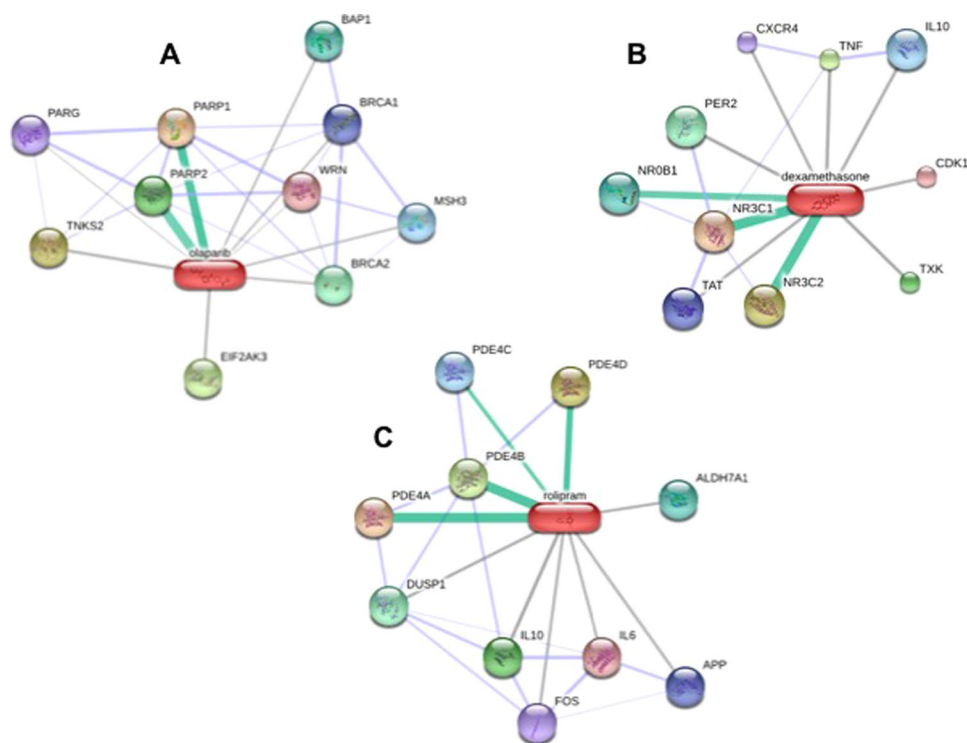 A
BAP1
PARG
PARP1
BRCA1
WRN
PARP2
MSH3
TNKS2
olaparib
BRCA2
EIF2AK3
B
CXCR4
TNF
IL10
PER2
CDK1
dexamethasone
NR0B1
NR3C1
TXK
TAT
NR3C2
C
PDE4C
PDE4D
PDE4B
ALDH7A1
PDE4A
rolipram
DUSP1
IL10
IL6
APP
FOS